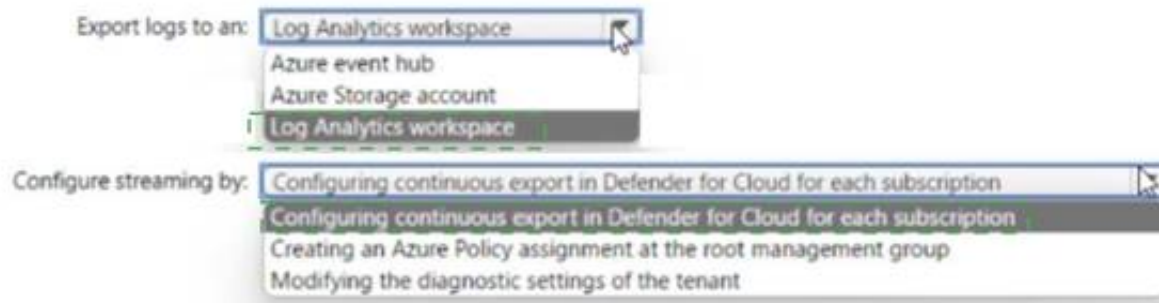 Export logs to an: Log Analytics workspace
Azure event hub
Azure Storage account
Log Analytics workspace
Configure streaming by: Configuring continuous export in Defender for Cloud for each subscription
Configuring continuous export in Defender for Cloud for each subscription
Creating an Azure Policy assignment at the root management group
Modifying the diagnostic settings of the tenant